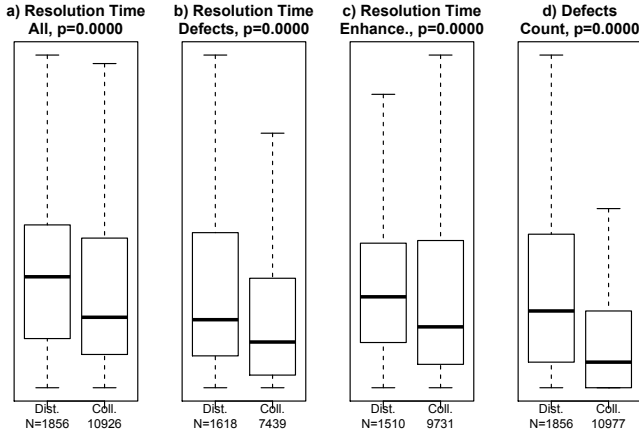 a) Resolution Time
All, p=0.0000
b) Resolution Time
Defects, p=0.0000
c) Resolution Time
Enhance., p=0.0000
d) Defects
Count, p=0.0000
Dist. Coll.
N=1856 10926
Dist. Coll.
N=1618 7439
Dist. Coll.
N=1510 9731
Dist. Coll.
N=1856 10977